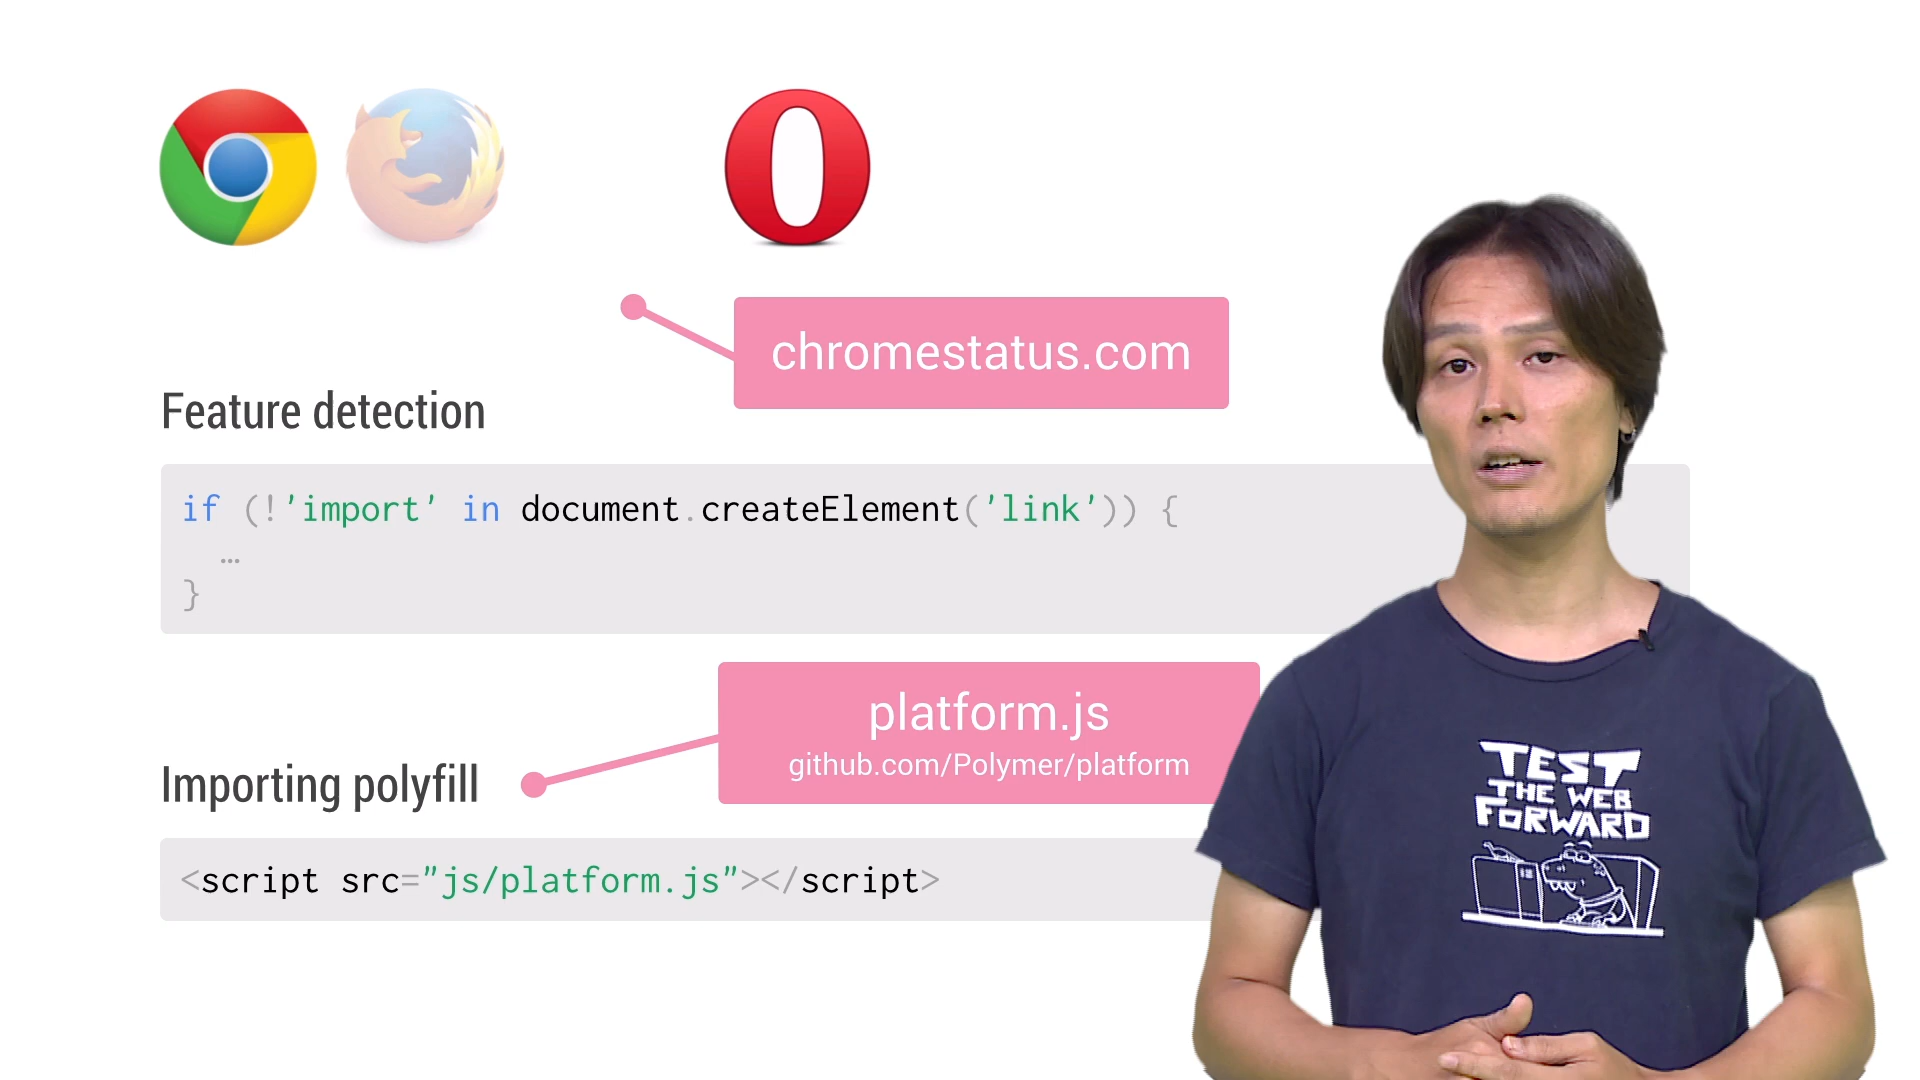 chromestatus.com
Feature detection
if (!'import' in document.createElement('link')) {
…
}
platform.js
github.com/Polymer/platform
Importing polyfill
<script src="js/platform.js"></script>
TEST
THE WEB
FORWARD